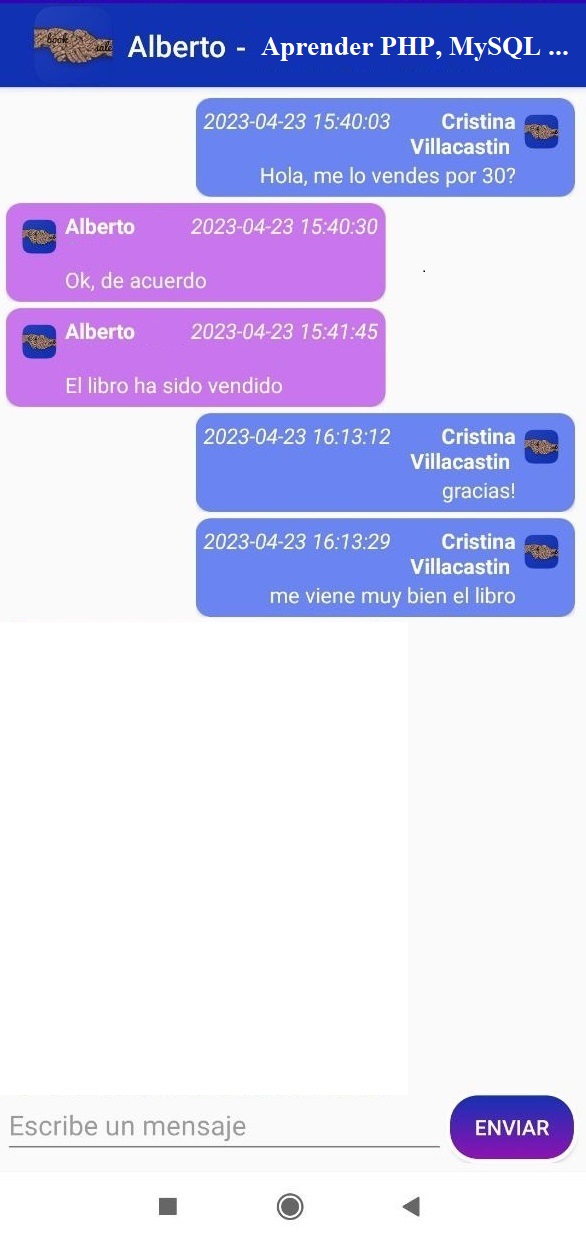 book
sale
Alberto - Aprender PHP, MySQL ...
2023-04-23 15:40:03 Cristina
Villacastin
Hola, me lo vendes por 30?
Alberto 2023-04-23 15:40:30
Ok, de acuerdo
Alberto 2023-04-23 15:41:45
El libro ha sido vendido
2023-04-23 16:13:12 Cristina
Villacastin
gracias!
2023-04-23 16:13:29 Cristina
Villacastin
me viene muy bien el libro
Escribe un mensaje
ENVIAR